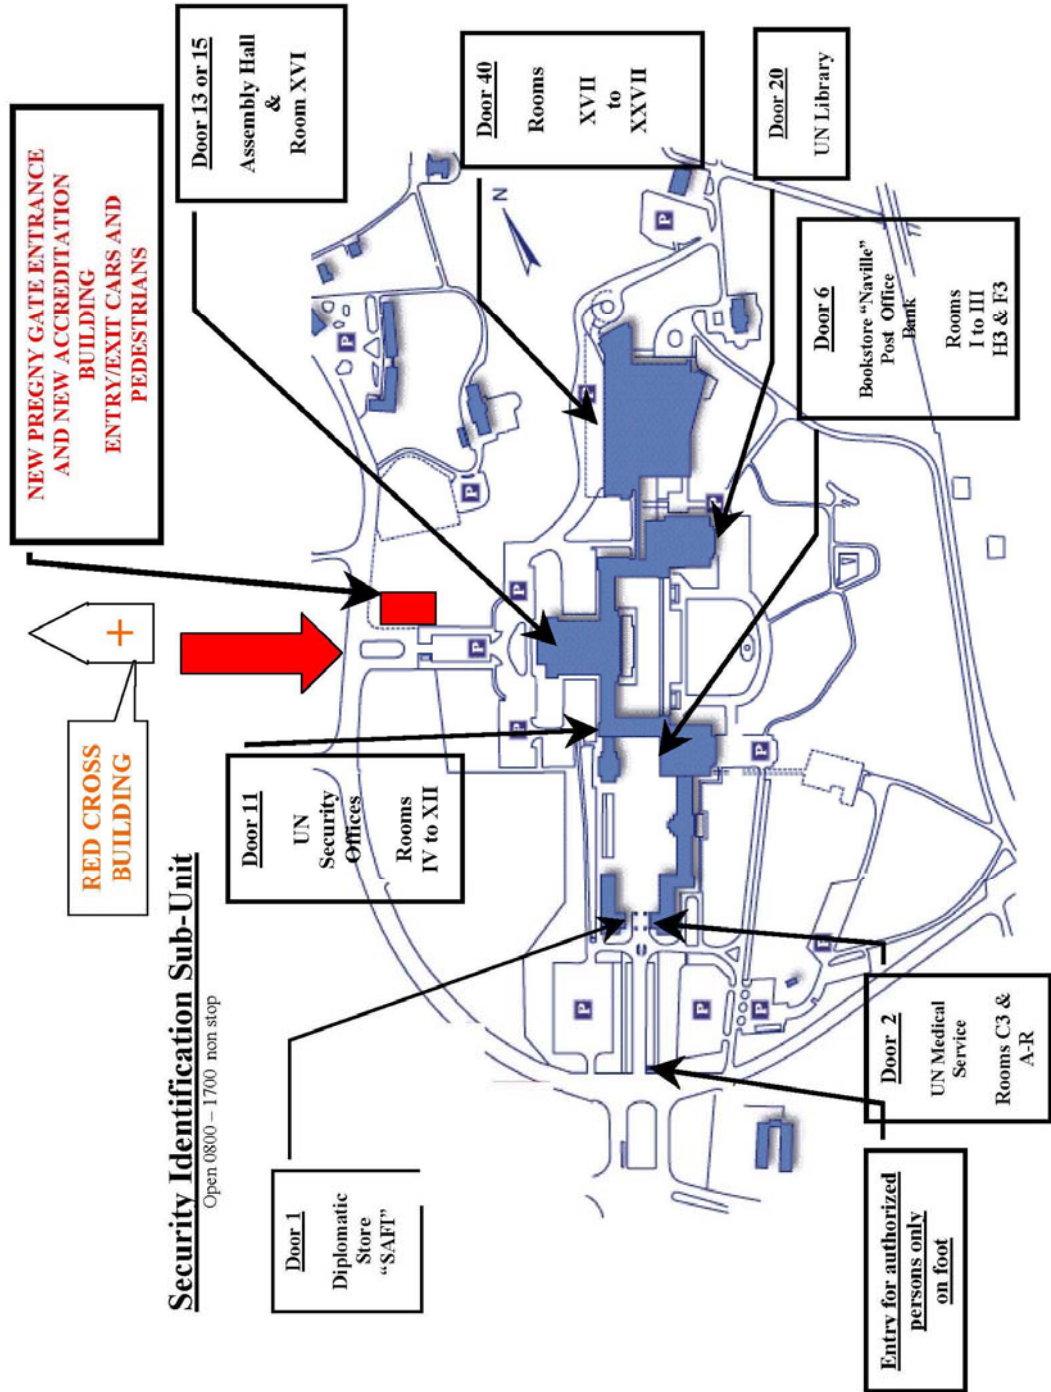 Security Identification Sub-Unit
Open 0800 – 1700 non stop
RED CROSS
BUILDING
NEW PREGNY GATE ENTRANCE
AND NEW ACCREDITATION
BUILDING
ENTRY/EXIT CARS AND
PEDESTRIANS
Door 1
Diplomatic
Store
“SAFI”
Door 11
UN
Security
Offices
Rooms
IV to XII
Door 13 or 15
Assembly Hall
&
Room XVI
Door 40
Rooms
XVII
to
XXVII
Door 20
UN Library
Door 6
Bookstore “Naville”
Post Office
Bank
Rooms
I to III
H3 & F3
Door 2
UN Medical
Service
Rooms C3 &
A-R
Entry for authorized
persons only
on foot
N
P
P
P
P
P
P
P
P
P
P
P
P
P